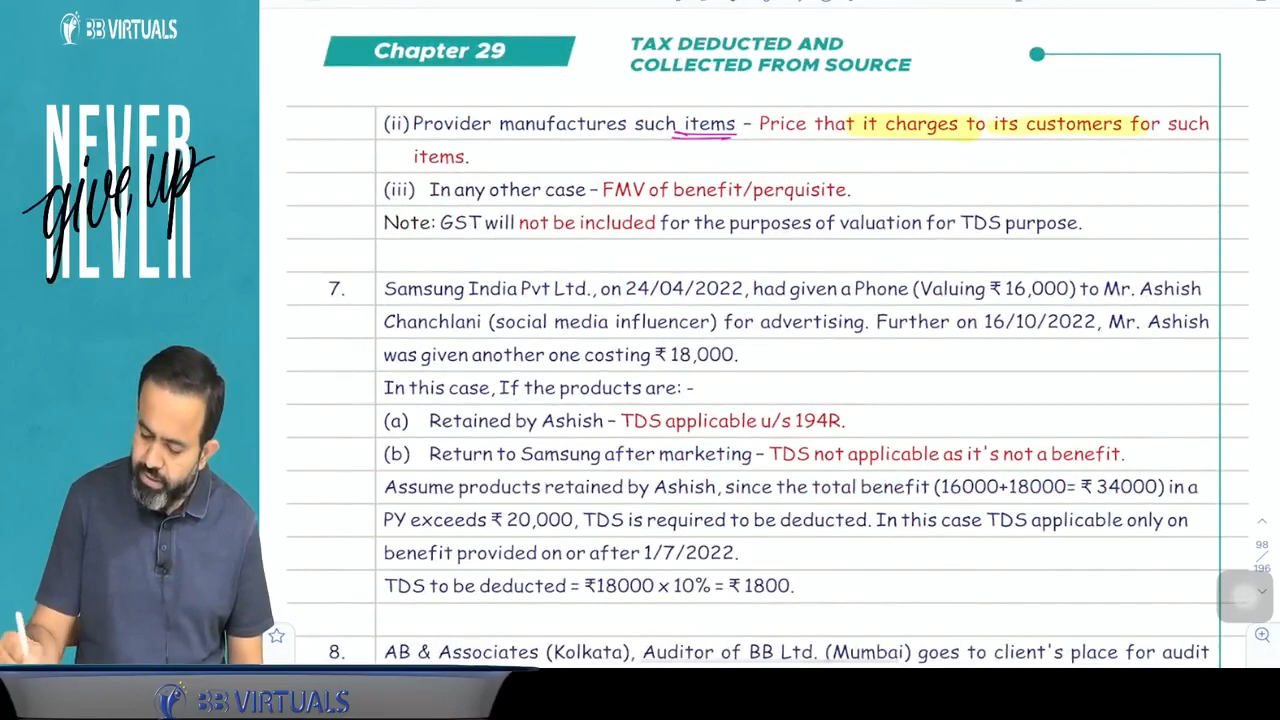 BB VIRTUALS
NEVER
give up
NEVER
Chapter 29
TAX DEDUCTED AND
COLLECTED FROM SOURCE
(ii) Provider manufactures such items – Price that it charges to its customers for such
items.
(iii) In any other case – FMV of benefit/perquisite.
Note: GST will not be included for the purposes of valuation for TDS purpose.
7. Samsung India Pvt Ltd., on 24/04/2022, had given a Phone (Valuing ₹ 16,000) to Mr. Ashish
Chanchlani (social media influencer) for advertising. Further on 16/10/2022, Mr. Ashish
was given another one costing ₹ 18,000.
In this case, If the products are: -
(a) Retained by Ashish – TDS applicable u/s 194R.
(b) Return to Samsung after marketing – TDS not applicable as it's not a benefit.
Assume products retained by Ashish, since the total benefit (16000+18000= ₹ 34000) in a
PY exceeds ₹ 20,000, TDS is required to be deducted. In this case TDS applicable only on
benefit provided on or after 1/7/2022.
TDS to be deducted = ₹18000 x 10% = ₹ 1800.
8. AB & Associates (Kolkata), Auditor of BB Ltd. (Mumbai) goes to client's place for audit
98
196
BB VIRTUALS